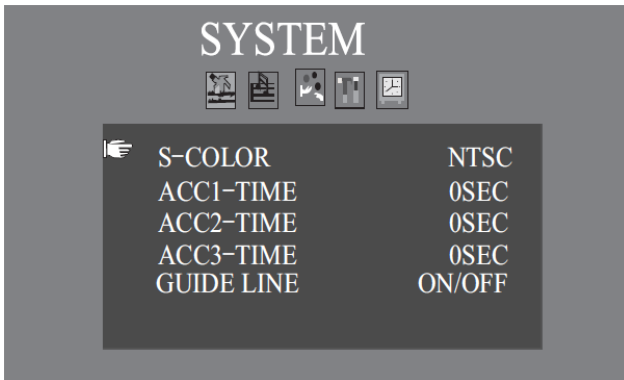 SYSTEM
S-COLOR NTSC
ACC1-TIME 0SEC
ACC2-TIME 0SEC
ACC3-TIME 0SEC
GUIDE LINE ON/OFF